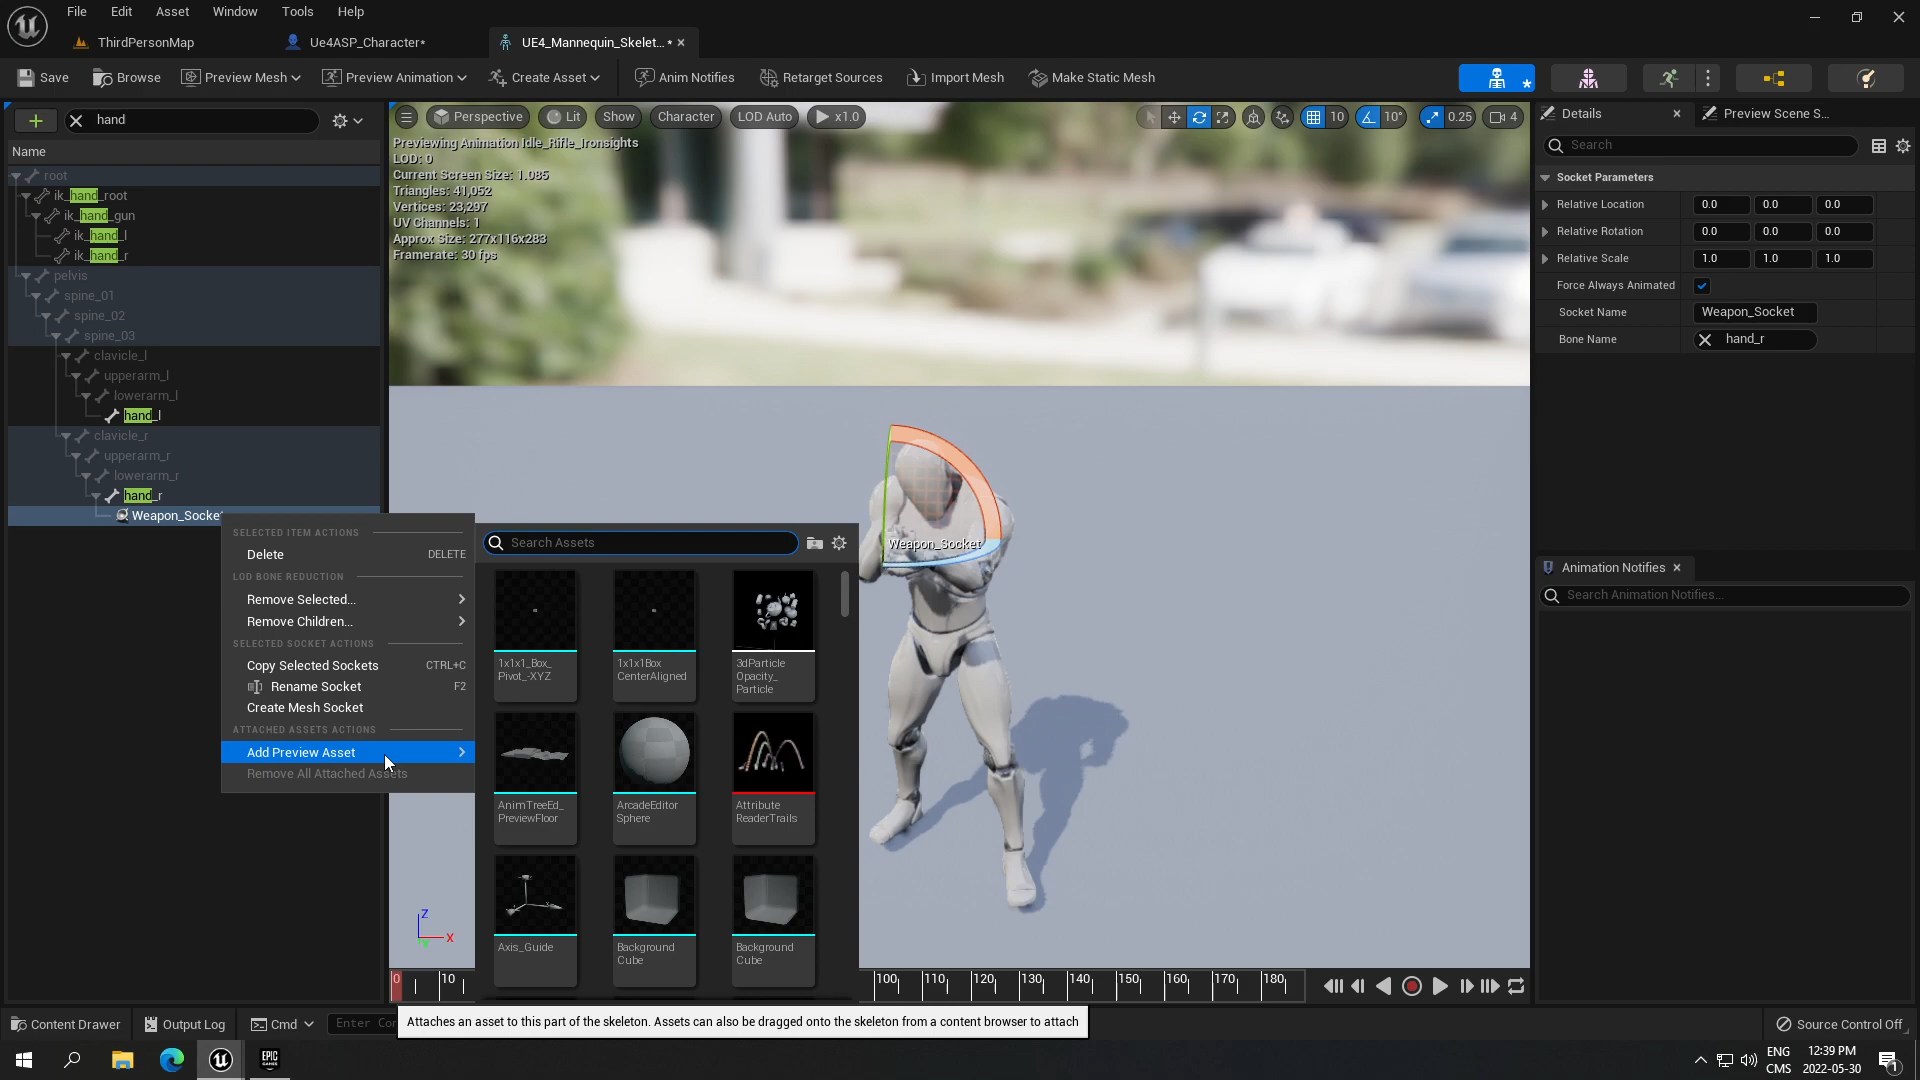 File Edit Asset Window Tools Help
ThirdPersonMap
Ue4ASP_Character*
UE4_Mannequin_Skelet... *
Save
Browse
Preview Mesh
Preview Animation
Create Asset
Anim Notifies
Retarget Sources
Import Mesh
Make Static Mesh
hand
Name
root
ik_hand_root
ik_hand_gun
ik_hand_l
ik_hand_r
pelvis
spine_01
spine_02
spine_03
clavicle_l
upperarm_l
lowerarm_l
hand_l
clavicle_r
upperarm_r
lowerarm_r
hand_r
Weapon_Socket
Perspective Lit Show Character LOD Auto x1.0
10 10° 0.25 4
Previewing Animation Idle_Rifle_Ironsights
LOD: 0
Current Screen Size: 1.085
Triangles: 41,052
Vertices: 23,297
UV Channels: 1
Approx Size: 277x116x283
Framerate: 30 fps
Weapon_Socket
SELECTED ITEM ACTIONS
Delete DELETE
LOD BONE REDUCTION
Remove Selected...
Remove Children...
SELECTED SOCKET ACTIONS
Copy Selected Sockets CTRL+C
Rename Socket F2
Create Mesh Socket
ATTACHED ASSETS ACTIONS
Add Preview Asset
Remove All Attached Assets
Search Assets
1x1x1_Box_
Pivot_-XYZ
1x1x1Box
CenterAligned
3dParticle
Opacity_
Particle
AnimTreeEd_
PreviewFloor
ArcadeEditor
Sphere
Attribute
ReaderTrails
Axis_Guide
Background
Cube
Background
Cube
Z
X
Y
0 10 100 110 120 130 140 150 160 170 180
Details
Preview Scene S...
Search
Socket Parameters
Relative Location 0.0 0.0 0.0
Relative Rotation 0.0 0.0 0.0
Relative Scale 1.0 1.0 1.0
Force Always Animated
Socket Name Weapon_Socket
Bone Name hand_r
Animation Notifies
Search Animation Notifies...
Content Drawer
Output Log
Cmd
Enter Co
Attaches an asset to this part of the skeleton. Assets can also be dragged onto the skeleton from a content browser to attach
Source Control Off
EPIC
GAMES
ENG
CMS
12:39 PM
2022-05-30
1